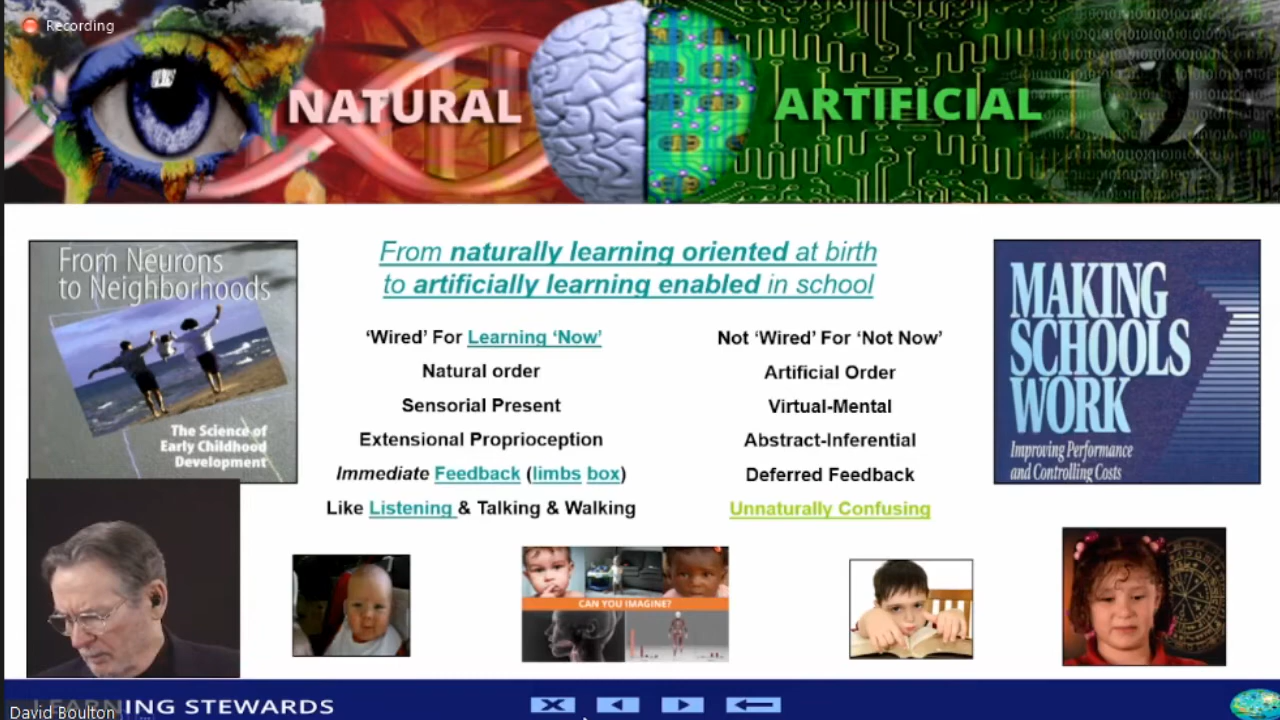 Recording
NATURAL
ARTIFICIAL
From Neurons
to Neighborhoods
The Science of
Early Childhood
Development
From naturally learning oriented at birth
to artificially learning enabled in school
‘Wired’ For Learning ‘Now’
Natural order
Sensorial Present
Extensional Proprioception
Immediate Feedback (limbs box)
Like Listening & Talking & Walking
Not ‘Wired’ For ‘Not Now’
Artificial Order
Virtual-Mental
Abstract-Inferential
Deferred Feedback
Unnaturally Confusing
MAKING
SCHOOLS
WORK
Improving Performance
and Controlling Costs
CAN YOU IMAGINE?
LEARNING STEWARDS
David Boulton